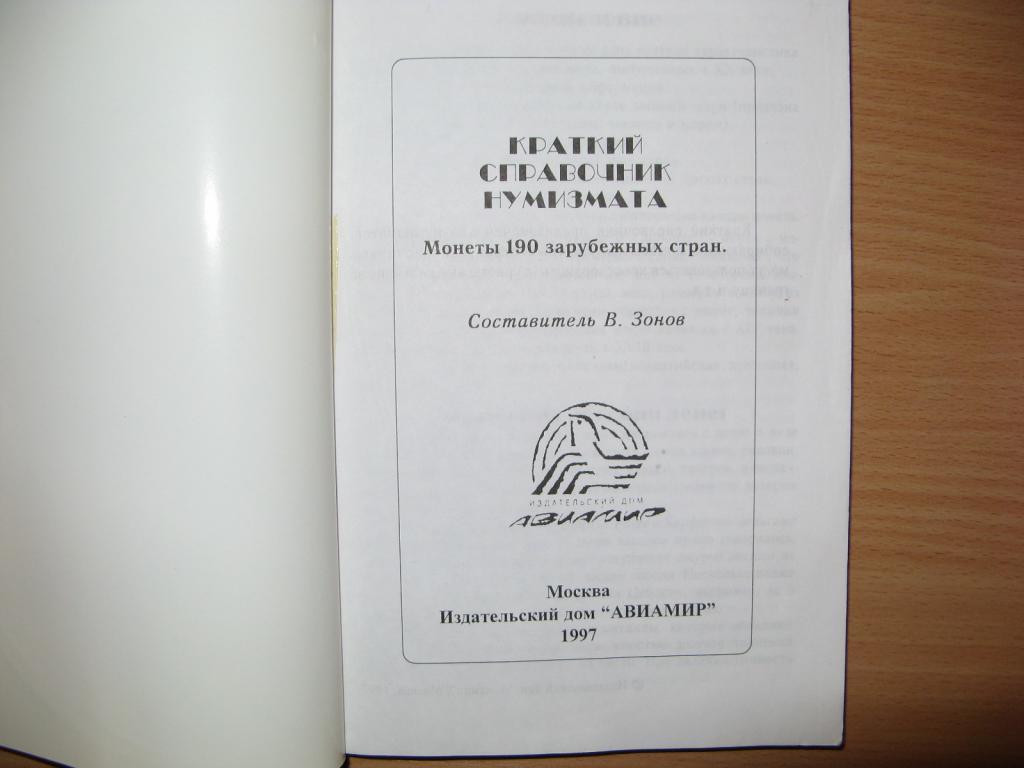 КРАТКИЙ
СПРАВОЧНИК
НУМИЗМАТА
Монеты 190 зарубежных стран.
Составитель В. Зонов
ИЗДАТЕЛЬСКИЙ ДОМ
АВИАМИР
Москва
Издательский дом “АВИАМИР”
1997